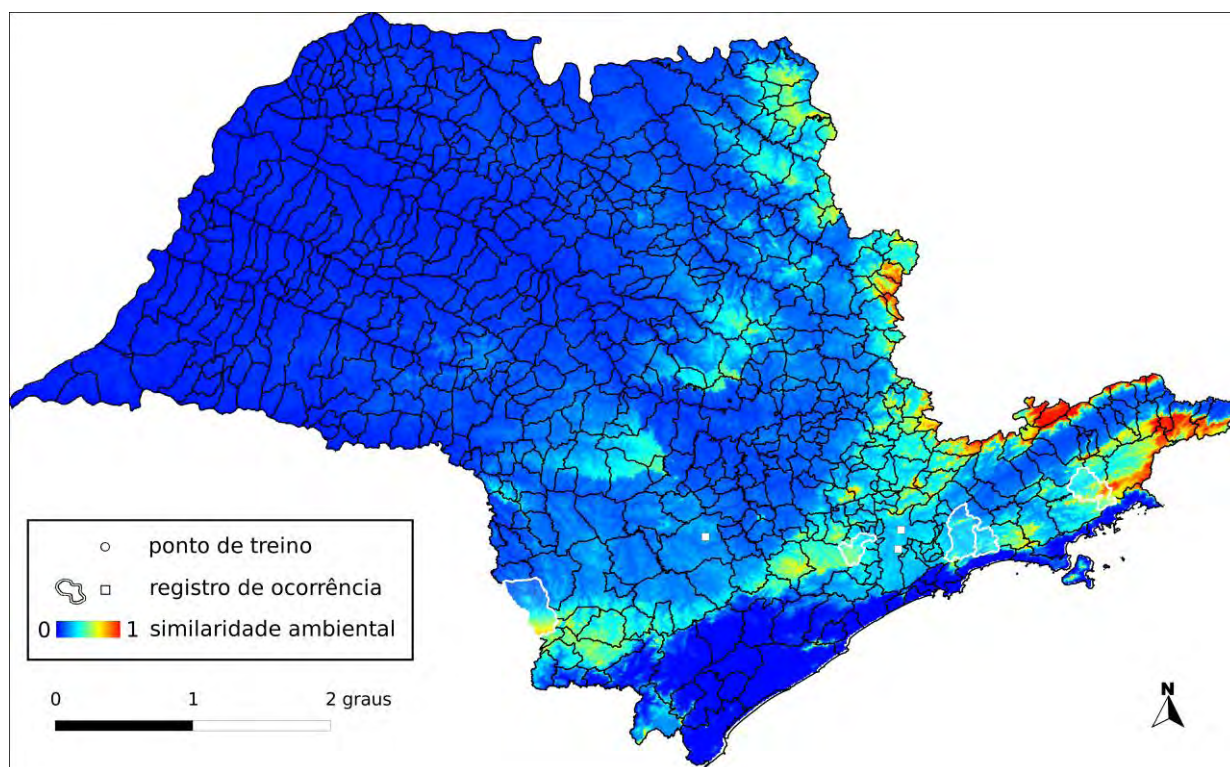 ponto de treino
registro de ocorrência
0 1 similaridade ambiental
0 1 2 graus
N